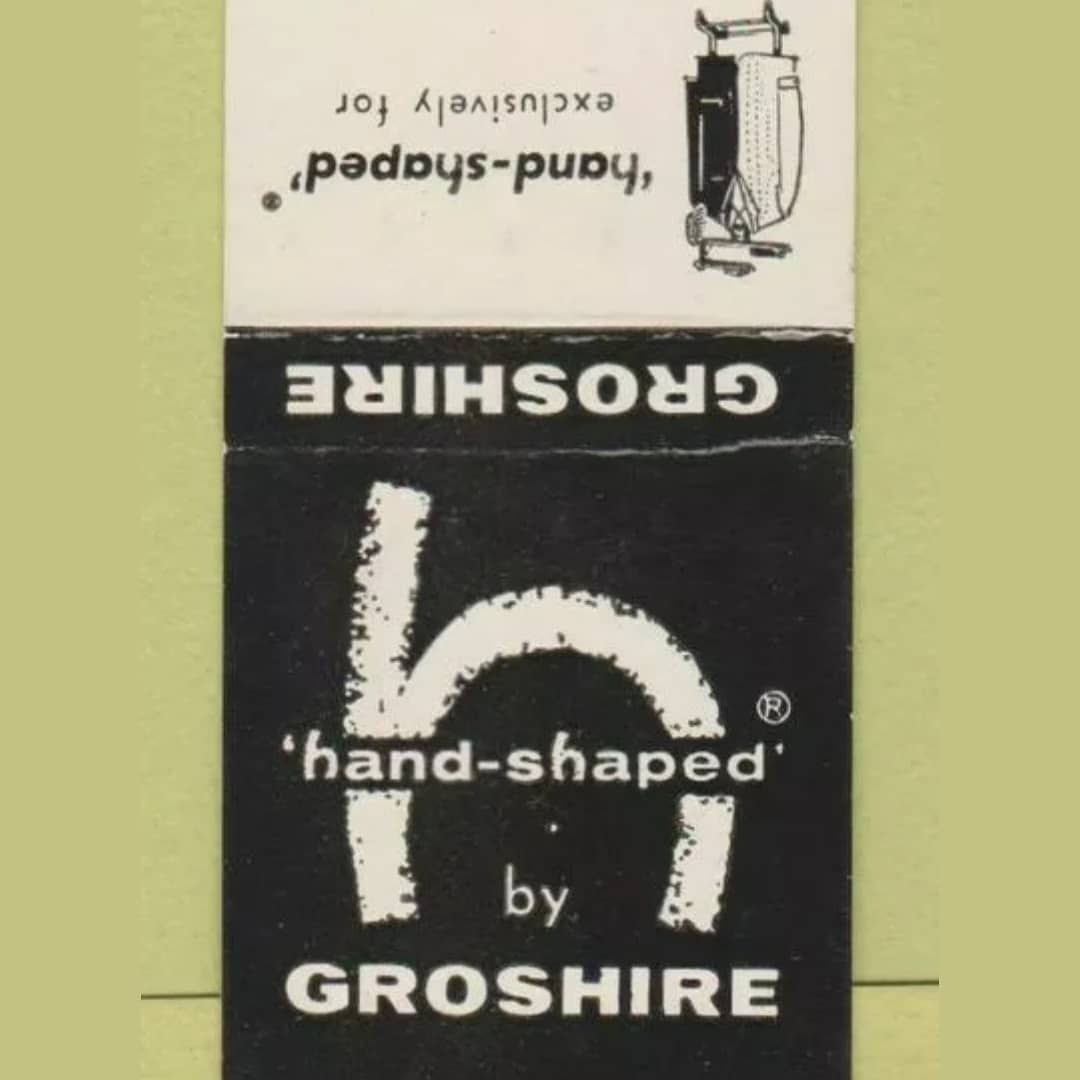 GROSHIRE
'hand-shaped'®
exclusively for
h
®
'hand-shaped'
by
GROSHIRE